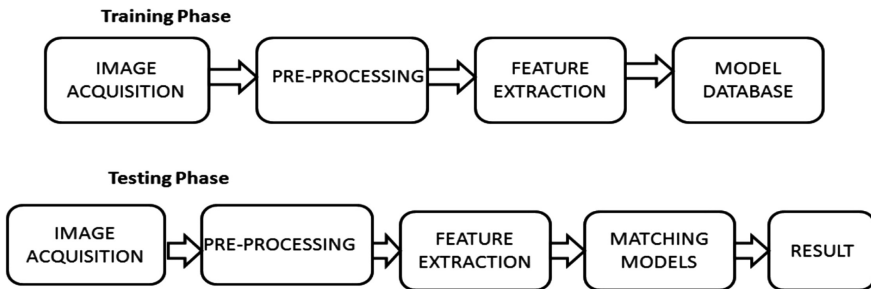 Training Phase
IMAGE
ACQUISITION
PRE-PROCESSING
FEATURE
EXTRACTION
MODEL
DATABASE
Testing Phase
IMAGE
ACQUISITION
PRE-PROCESSING
FEATURE
EXTRACTION
MATCHING
MODELS
RESULT